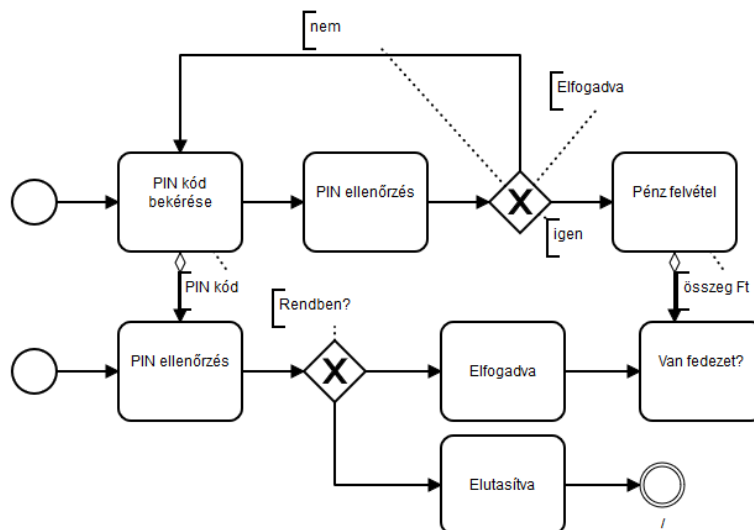 nem
Elfogadva
PIN kód
bekérése
PIN ellenőrzés
X
Pénz felvétel
igen
PIN kód
összeg Ft
Rendben?
PIN ellenőrzés
X
Elfogadva
Van fedezet?
Elutasítva
/